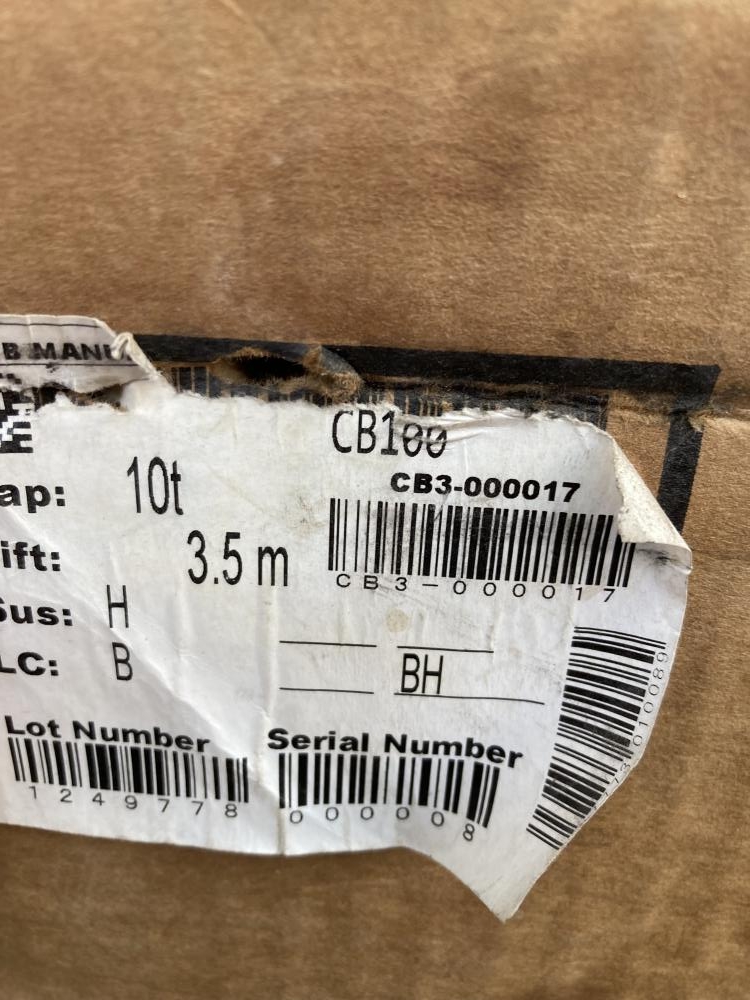 B MANU
CB100
CB3-000017
ap: 10t
CB3-000017
ift: 3.5 m
Sus: H
LC: B
BH
Lot Number
Serial Number
1249778
000008